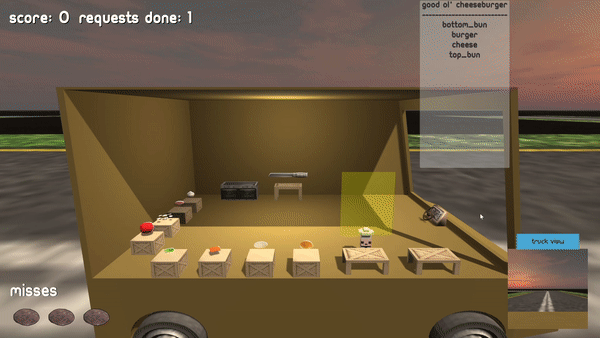 score: 0 requests done: 1
good ol' cheeseburger
bottom_bun
burger
cheese
top_bun
truck view
misses